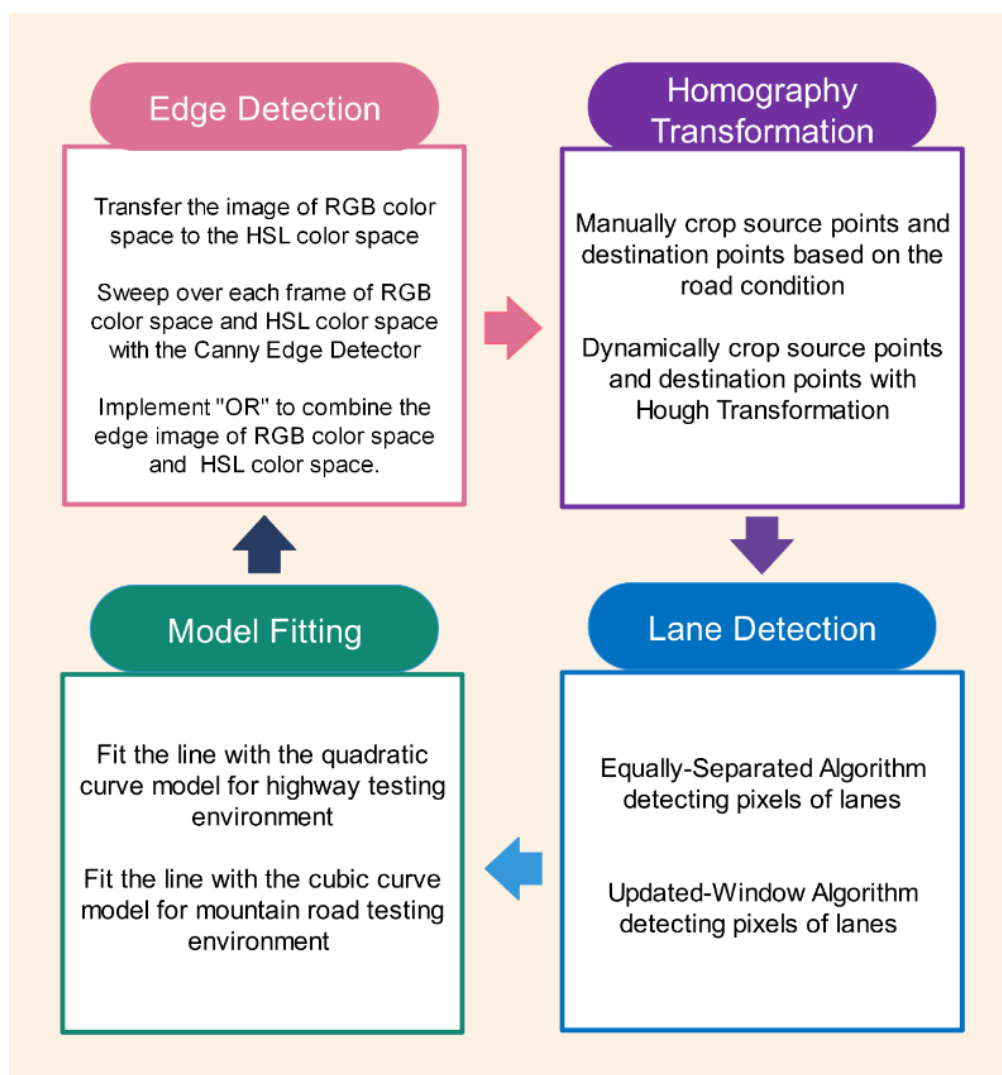 Edge Detection
Transfer the image of RGB color
space to the HSL color space
Sweep over each frame of RGB
color space and HSL color space
with the Canny Edge Detector
Implement "OR" to combine the
edge image of RGB color space
and HSL color space.
Homography
Transformation
Manually crop source points and
destination points based on the
road condition
Dynamically crop source points
and destination points with
Hough Transformation
Lane Detection
Equally-Separated Algorithm
detecting pixels of lanes
Updated-Window Algorithm
detecting pixels of lanes
Model Fitting
Fit the line with the quadratic
curve model for highway testing
environment
Fit the line with the cubic curve
model for mountain road testing
environment